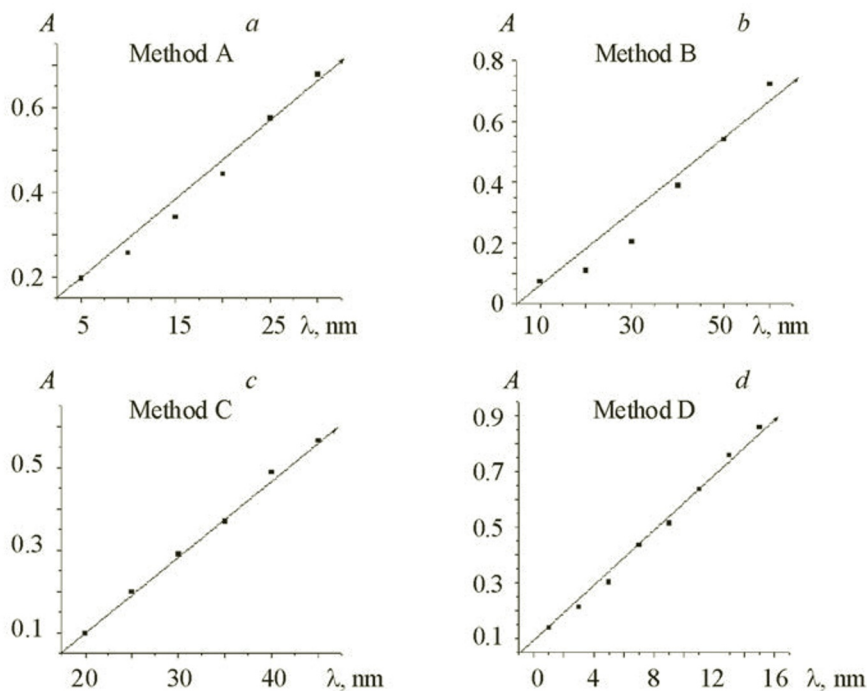 A a
Method A
0.6
0.4
0.2
5 15 25 λ, nm
A b
Method B
0.8
0.6
0.4
0.2
0
10 30 50 λ, nm
A c
Method C
0.5
0.3
0.1
20 30 40 λ, nm
A d
Method D
0.9
0.7
0.5
0.3
0.1
0 4 8 12 16 λ, nm